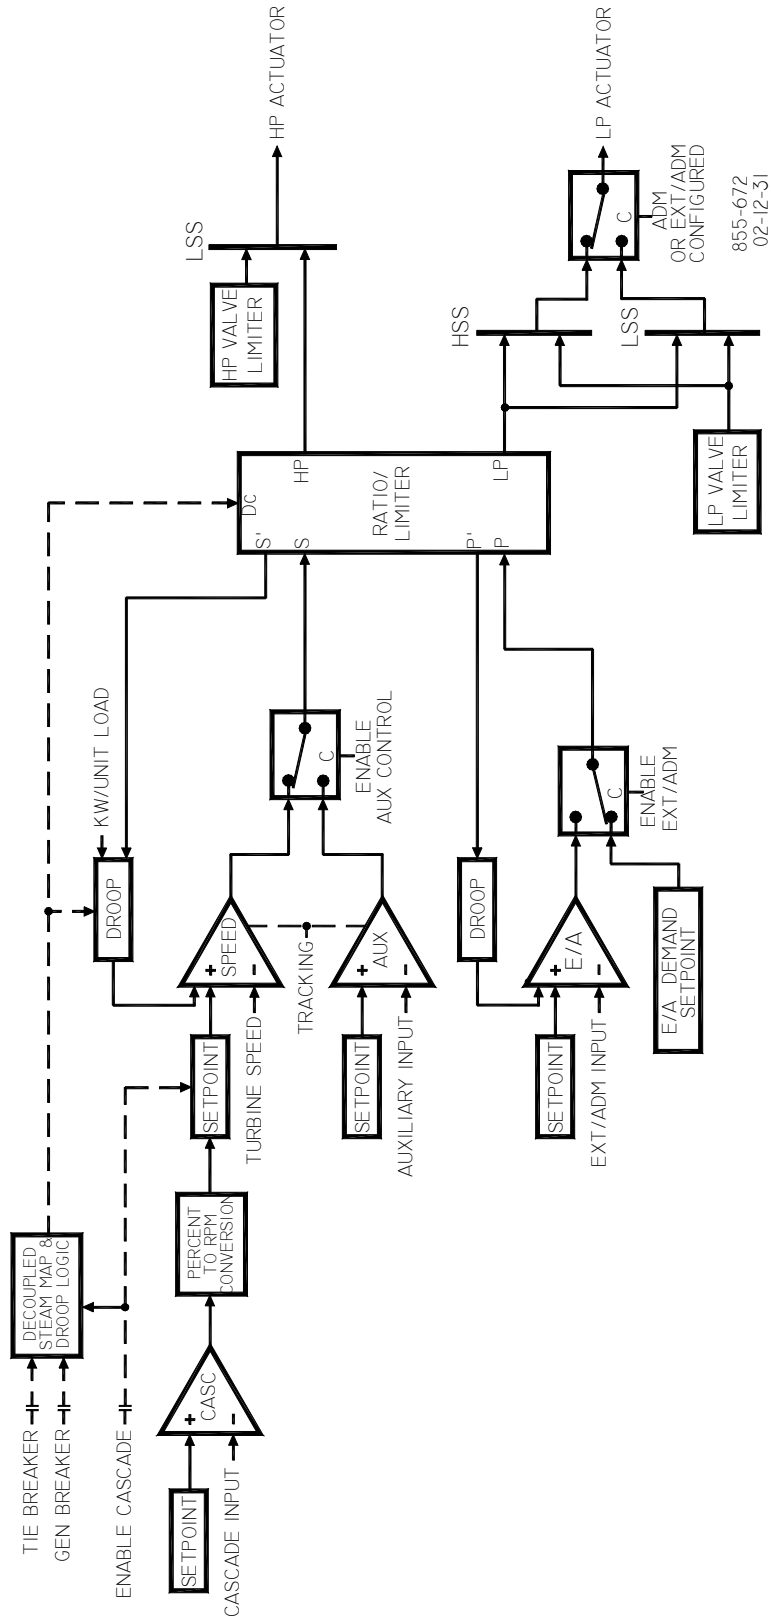 TIE BREAKER
GEN BREAKER
DECOUPLED
STEAM MAP &
DROOP LOGIC
ENABLE CASCADE
SETPOINT
CASCADE INPUT
+
CASC
−
PERCENT
TO RPM
CONVERSION
SETPOINT
TURBINE SPEED
DROOP
KW/UNIT LOAD
+
SPEED
−
TRACKING
SETPOINT
AUXILIARY INPUT
+
AUX
−
C
ENABLE
AUX CONTROL
SETPOINT
EXT/ADM INPUT
DROOP
+
E/A
−
E/A DEMAND
SETPOINT
C
ENABLE
EXT/ADM
Dc
S'
S
HP
RATIO/
LIMITER
P'
P
LP
HP VALVE
LIMITER
LSS
HP ACTUATOR
LP VALVE
LIMITER
HSS
LSS
C
ADM
OR EXT/ADM
CONFIGURED
LP ACTUATOR
855-672
02-12-31